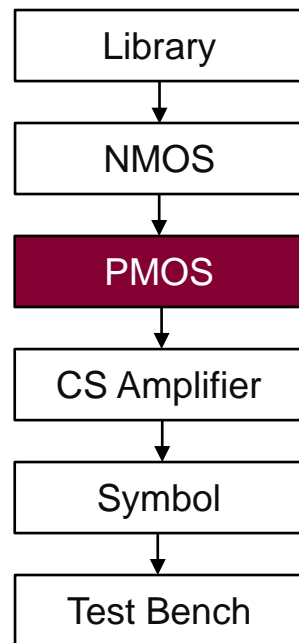 Library
NMOS
PMOS
CS Amplifier
Symbol
Test Bench